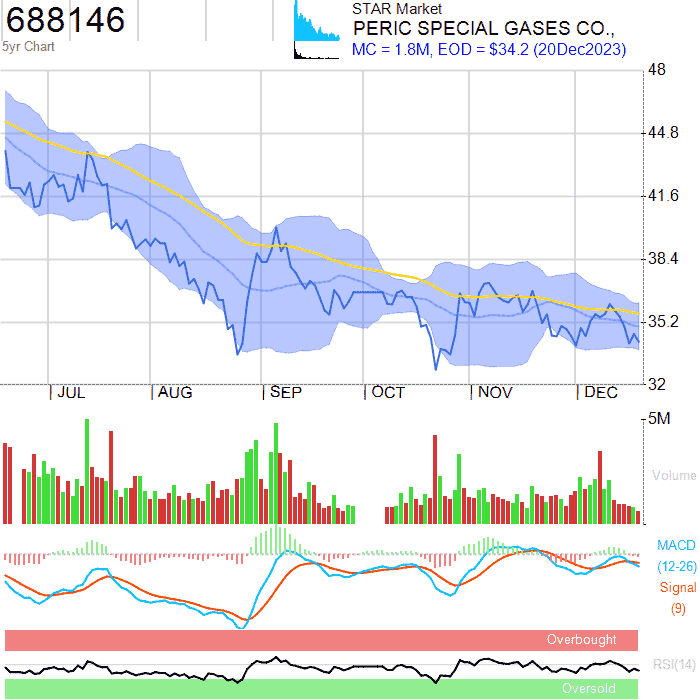 688146
5yr Chart
STAR Market
PERIC SPECIAL GASES CO.,
MC = 1.8M, EOD = $34.2 (20Dec2023)
48
44.8
41.6
38.4
35.2
32
JUL AUG SEP OCT NOV DEC
5M
Volume
MACD
(12-26)
Signal
(9)
Overbought
RSI(14)
Oversold